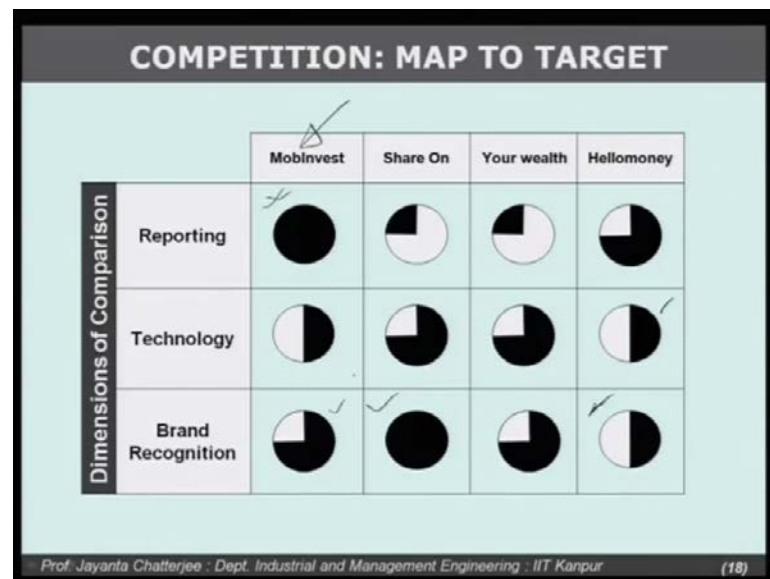 COMPETITION: MAP TO TARGET
MobInvest Share On Your wealth Hellomoney
Dimensions of Comparison
Reporting
Technology
Brand
Recognition
Prof. Jayanta Chatterjee : Dept. Industrial and Management Engineering : IIT Kanpur (18)